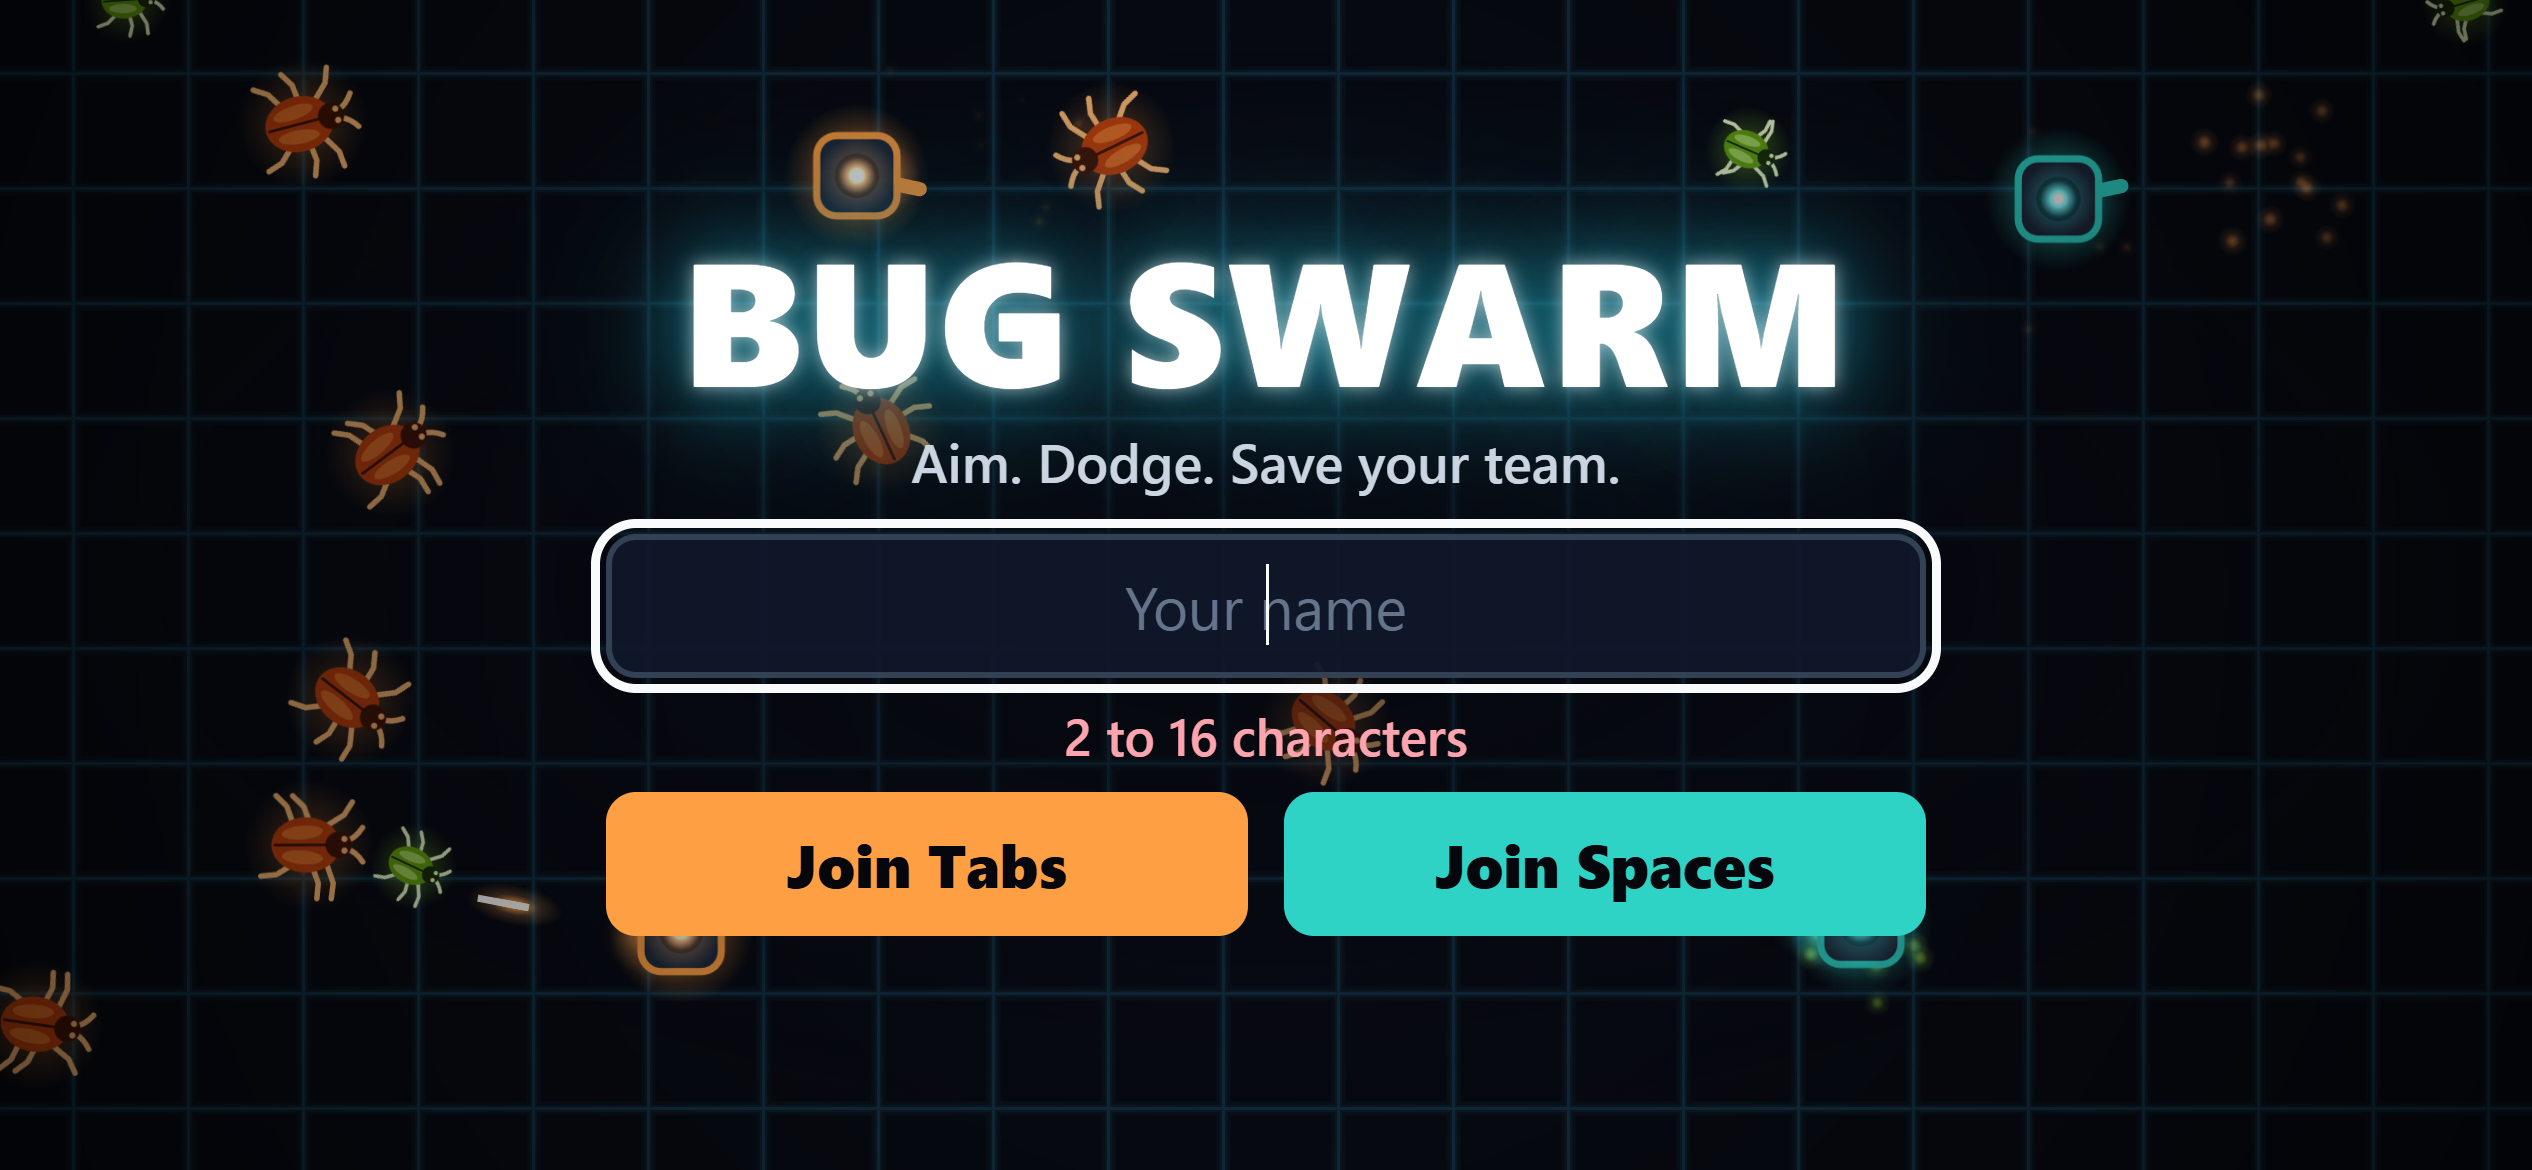 BUG SWARM
Aim. Dodge. Save your team.
Your name
2 to 16 characters
Join Tabs
Join Spaces